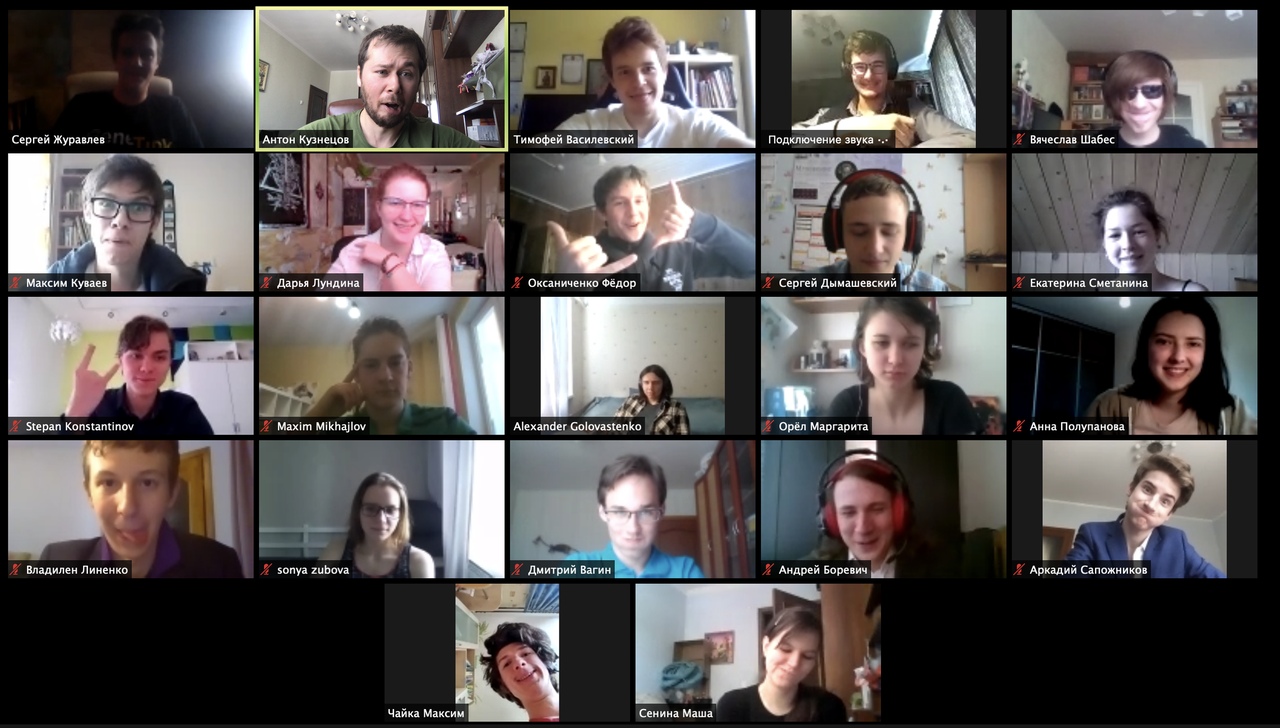 Сергей Журавлев
Антон Кузнецов
Тимофей Василевский
Подключение звука ·-·
Вячеслав Шабес
Максим Куваев
Дарья Лундина
Оксаниченко Фёдор
Сергей Дымашевский
Екатерина Сметанина
Stepan Konstantinov
Maxim Mikhajlov
Alexander Golovastenko
Орёл Маргарита
Анна Полупанова
Владилен Линенко
sonya zubova
Дмитрий Вагин
Андрей Боревич
Аркадий Сапожников
Чайка Максим
Сенина Маша